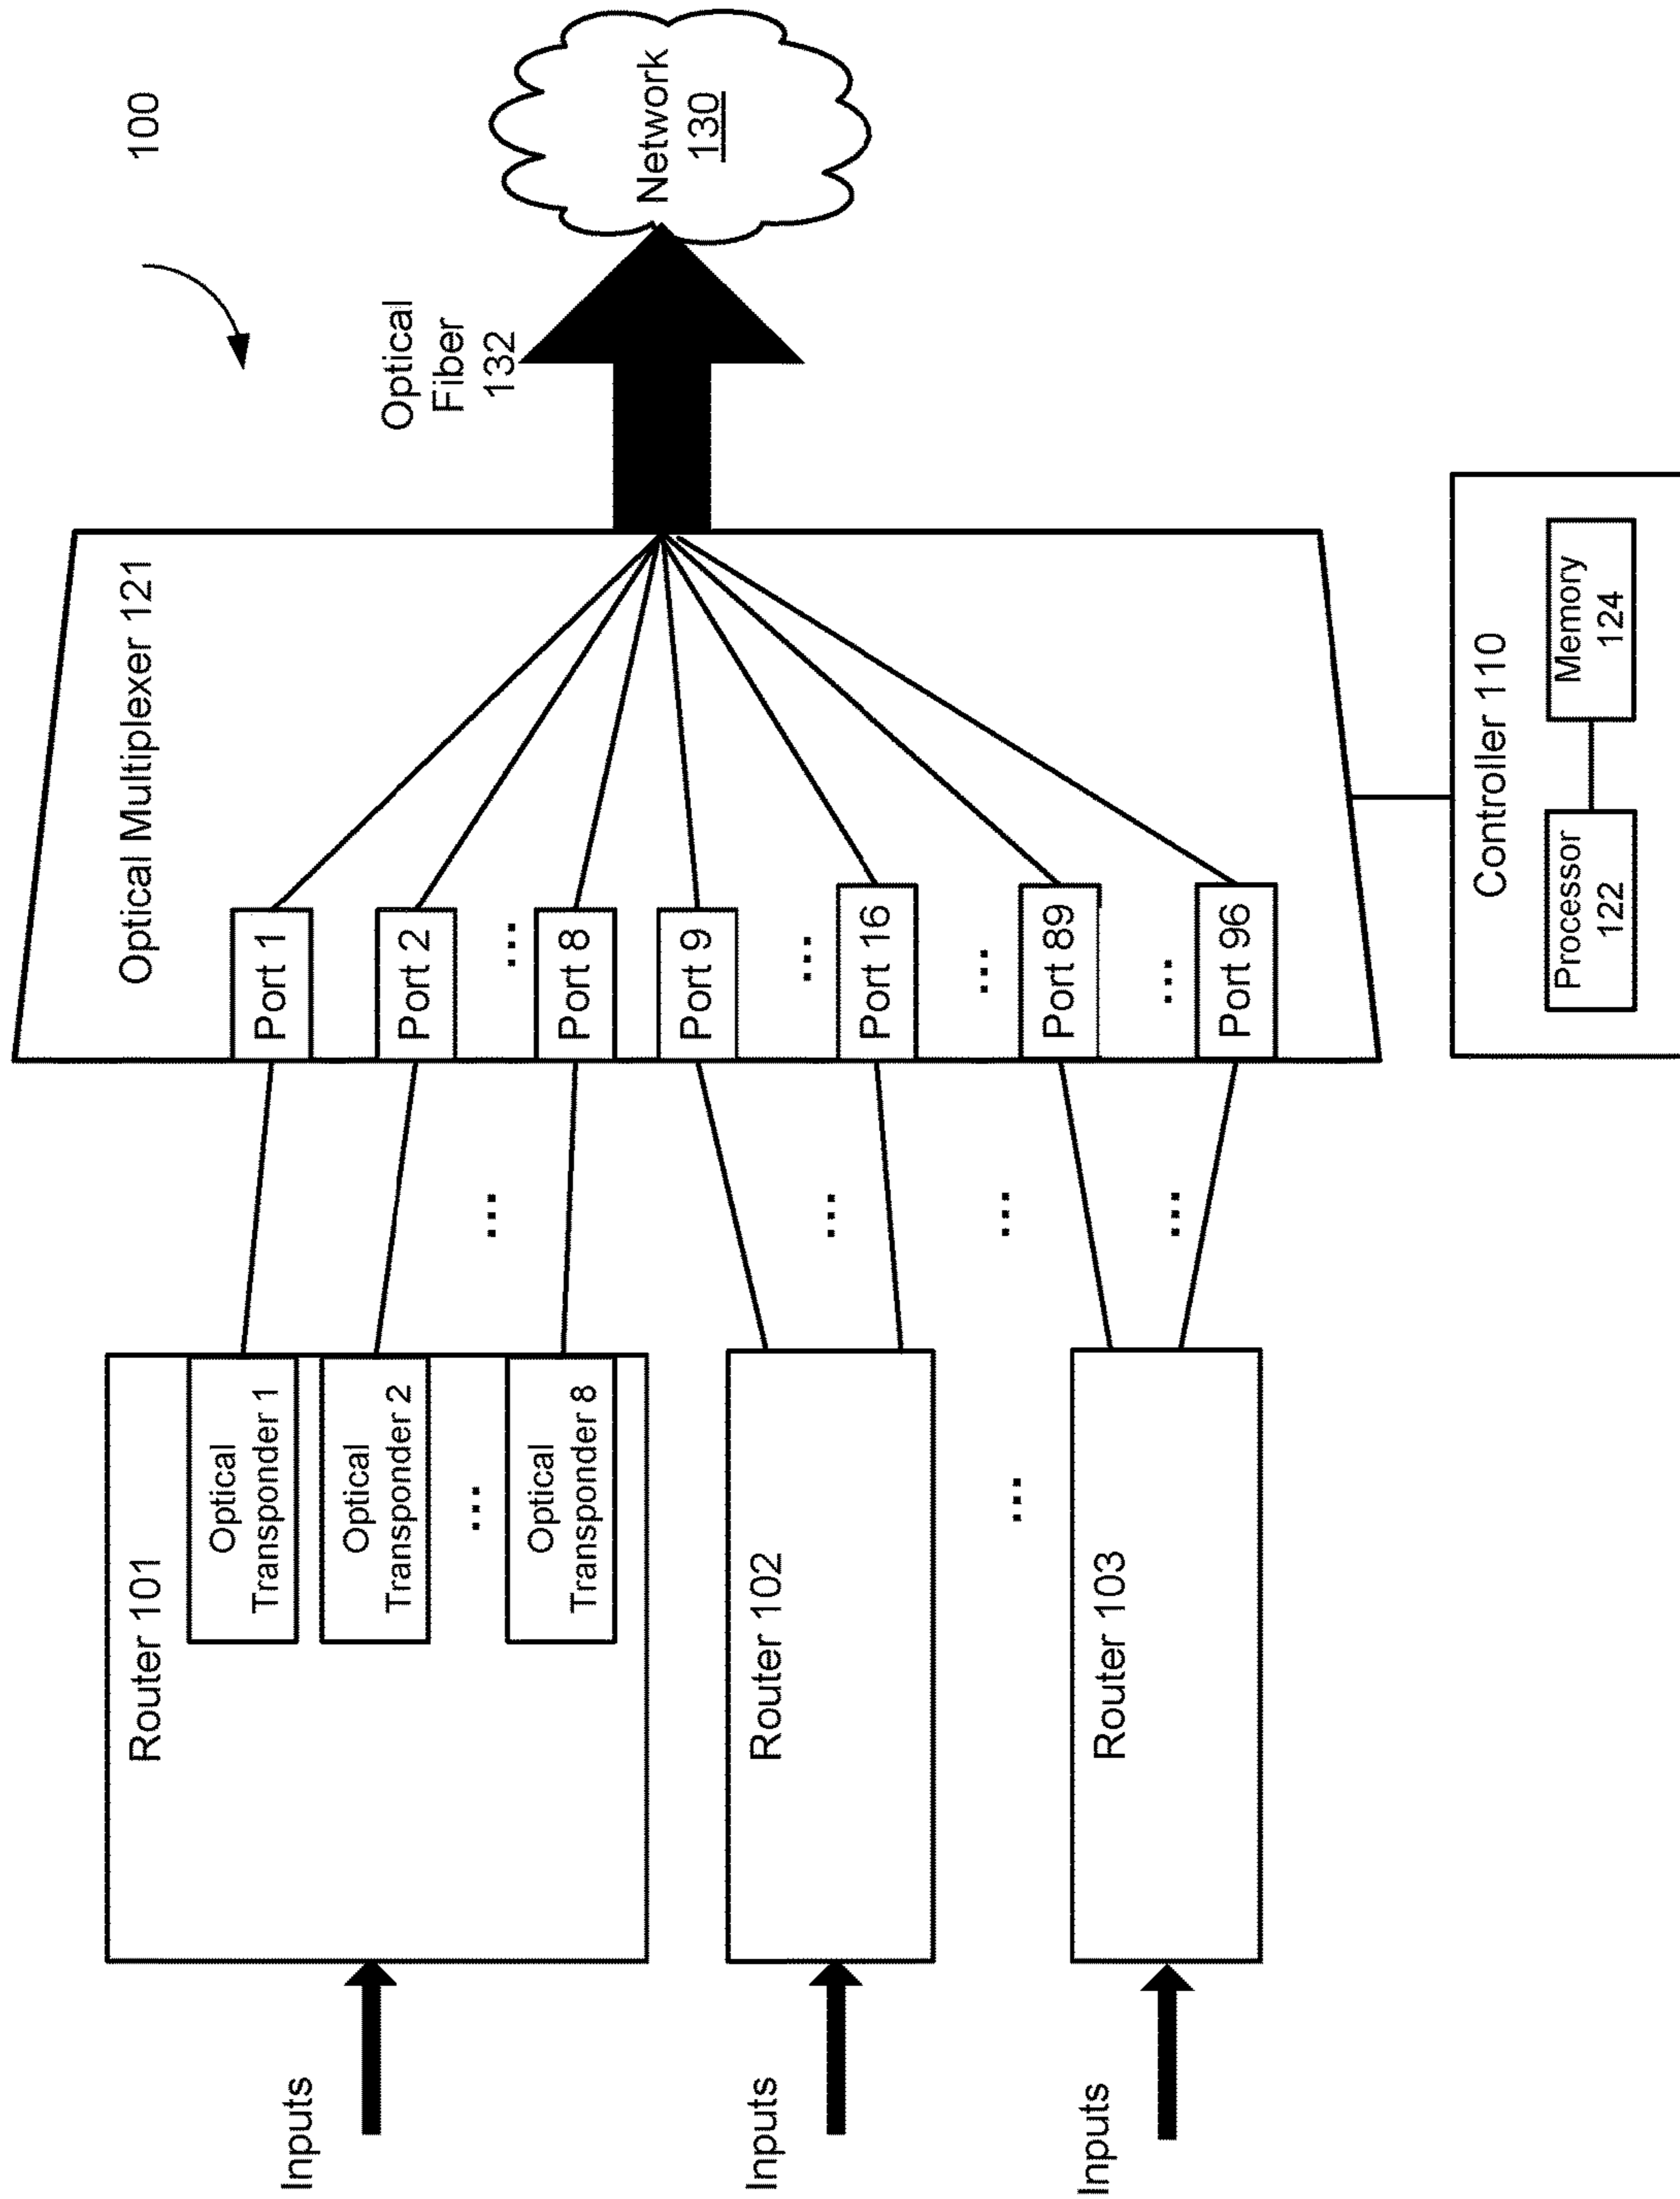 100
Router 101
Optical
Transponder 1
Optical
Transponder 2
...
Optical
Transponder 8
Inputs
Router 102
Inputs
...
Router 103
Inputs
...
...
...
...
Optical Multiplexer 121
Port 1
Port 2
...
Port 8
Port 9
...
Port 16
...
Port 89
...
Port 96
Optical
Fiber
132
Network
130
Controller 110
Processor
122
Memory
124